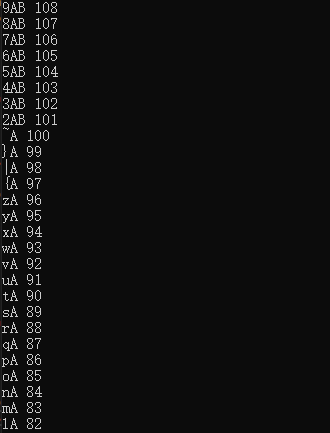 9AB 108
8AB 107
7AB 106
6AB 105
5AB 104
4AB 103
3AB 102
2AB 101
~A 100
}A 99
|A 98
{A 97
zA 96
yA 95
xA 94
wA 93
vA 92
uA 91
tA 90
sA 89
rA 88
qA 87
pA 86
oA 85
nA 84
mA 83
lA 82